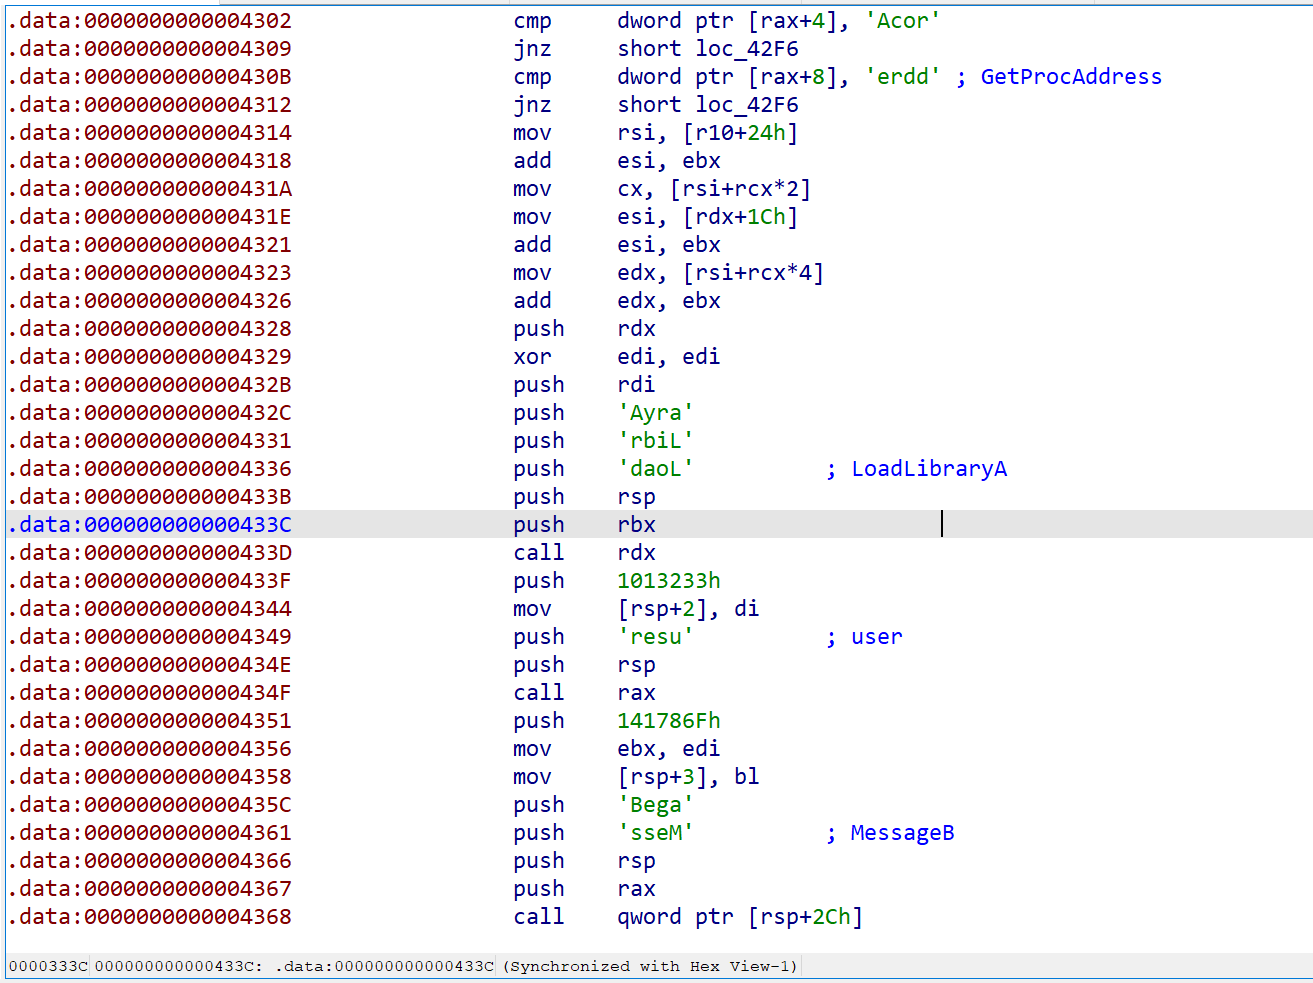 .data:0000000000004302 cmp dword ptr [rax+4], 'Acor'
.data:0000000000004309 jnz short loc_42F6
.data:000000000000430B cmp dword ptr [rax+8], 'erdd' ; GetProcAddress
.data:0000000000004312 jnz short loc_42F6
.data:0000000000004314 mov rsi, [r10+24h]
.data:0000000000004318 add esi, ebx
.data:000000000000431A mov cx, [rsi+rcx*2]
.data:000000000000431E mov esi, [rdx+1Ch]
.data:0000000000004321 add esi, ebx
.data:0000000000004323 mov edx, [rsi+rcx*4]
.data:0000000000004326 add edx, ebx
.data:0000000000004328 push rdx
.data:0000000000004329 xor edi, edi
.data:000000000000432B push rdi
.data:000000000000432C push 'Ayra'
.data:0000000000004331 push 'rbiL'
.data:0000000000004336 push 'daoL' ; LoadLibraryA
.data:000000000000433B push rsp
.data:000000000000433C push rbx
.data:000000000000433D call rdx
.data:000000000000433F push 1013233h
.data:0000000000004344 mov [rsp+2], di
.data:0000000000004349 push 'resu' ; user
.data:000000000000434E push rsp
.data:000000000000434F call rax
.data:0000000000004351 push 141786Fh
.data:0000000000004356 mov ebx, edi
.data:0000000000004358 mov [rsp+3], bl
.data:000000000000435C push 'Bega'
.data:0000000000004361 push 'sseM' ; MessageB
.data:0000000000004366 push rsp
.data:0000000000004367 push rax
.data:0000000000004368 call qword ptr [rsp+2Ch]
0000333C 000000000000433C: .data:000000000000433C (Synchronized with Hex View-1)